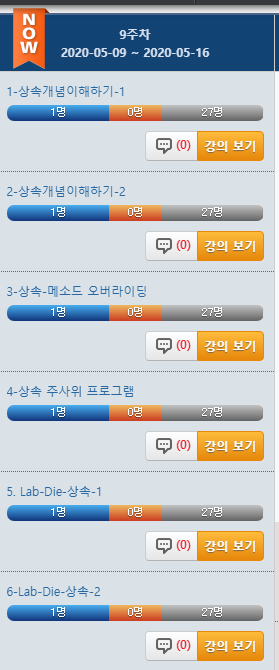 NOW
9주차
2020-05-09 ~ 2020-05-16
1-상속개념이해하기-1
1명 0명 27명
(0) 강의 보기
2-상속개념이해하기-2
1명 0명 27명
(0) 강의 보기
3-상속-메소드 오버라이딩
1명 0명 27명
(0) 강의 보기
4-상속 주사위 프로그램
1명 0명 27명
(0) 강의 보기
5. Lab-Die-상속-1
1명 0명 27명
(0) 강의 보기
6-Lab-Die-상속-2
1명 0명 27명
(0) 강의 보기